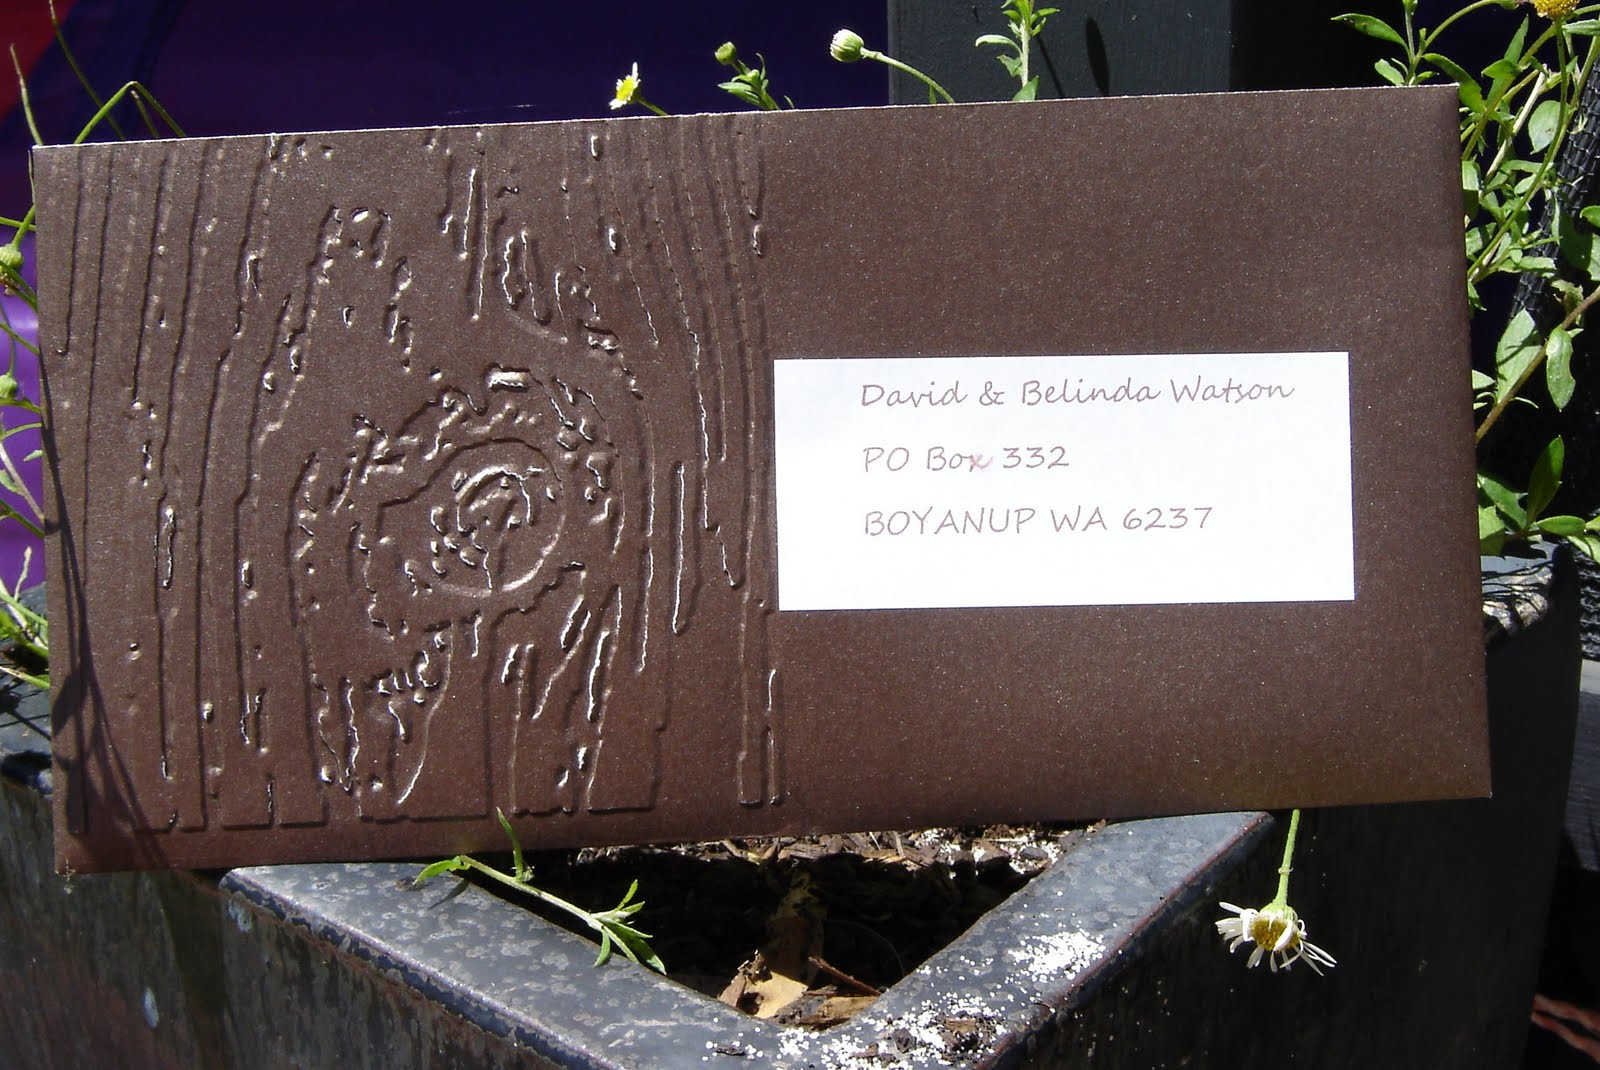 David & Belinda Watson
PO Box 332
BOYANUP WA 6237